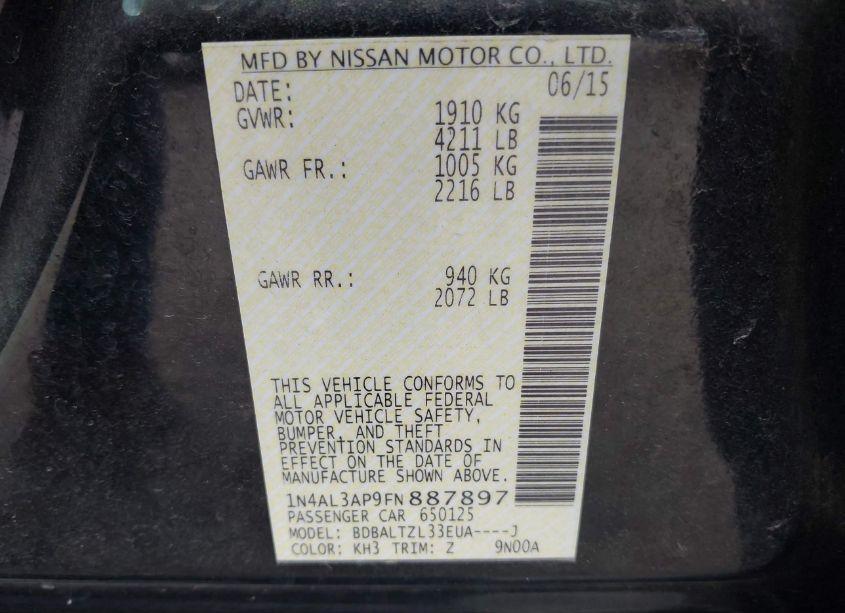 MFD BY NISSAN MOTOR CO., LTD.
DATE: 06/15
GVWR: 1910 KG
4211 LB
GAWR FR.: 1005 KG
2216 LB
GAWR RR.: 940 KG
2072 LB
THIS VEHICLE CONFORMS TO
ALL APPLICABLE FEDERAL
MOTOR VEHICLE SAFETY,
BUMPER, AND THEFT
PREVENTION STANDARDS IN
EFFECT ON THE DATE OF
MANUFACTURE SHOWN ABOVE.
1N4AL3AP9FN887897
PASSENGER CAR 650125
MODEL: BDBALTZL33EUA----J
COLOR: KH3 TRIM: Z 9N00A